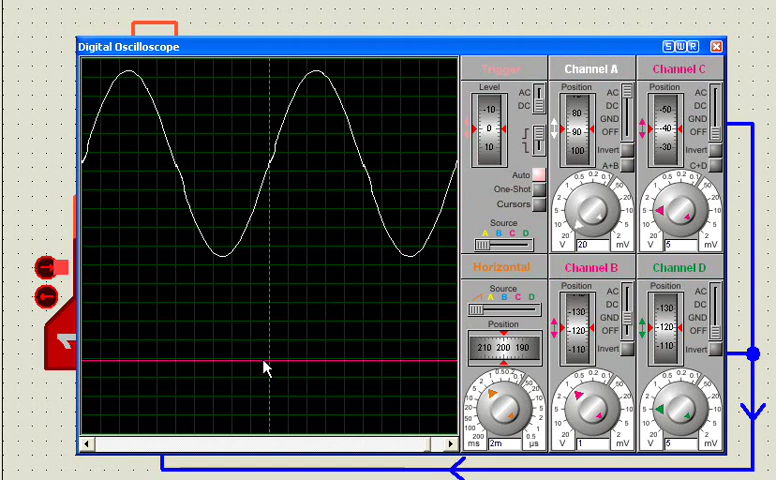 Digital Oscilloscope
S W R
Trigger
Level
-10
0
10
AC
DC
Auto
One-Shot
Cursors
Source
A B C D
Channel A
Position
80
90
100
AC
DC
GND
OFF
Invert
A+B
V 20 mV
Channel C
Position
-50
-40
-30
AC
DC
GND
OFF
Invert
C+D
V 5 mV
Horizontal
Source
A B C D
Position
210 200 190
ms 2m µs
Channel B
Position
-130
-120
-110
AC
DC
GND
OFF
Invert
V 1 mV
Channel D
Position
-130
-120
-110
AC
DC
GND
OFF
Invert
V 5 mV